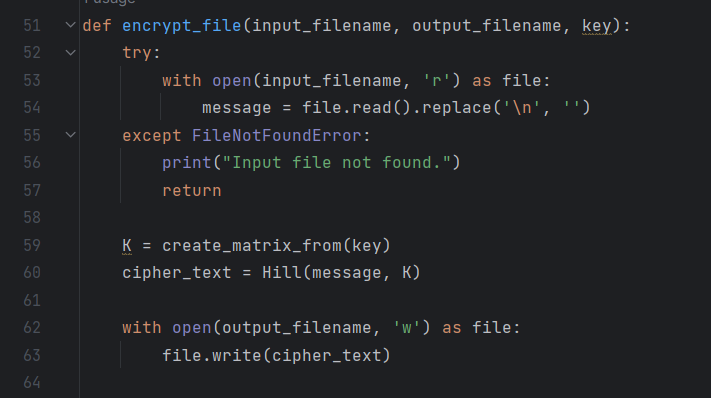 1 usage
51 def encrypt_file(input_filename, output_filename, key):
52     try:
53         with open(input_filename, 'r') as file:
54             message = file.read().replace('\n', '')
55     except FileNotFoundError:
56         print("Input file not found.")
57         return
58
59     K = create_matrix_from(key)
60     cipher_text = Hill(message, K)
61
62     with open(output_filename, 'w') as file:
63         file.write(cipher_text)
64